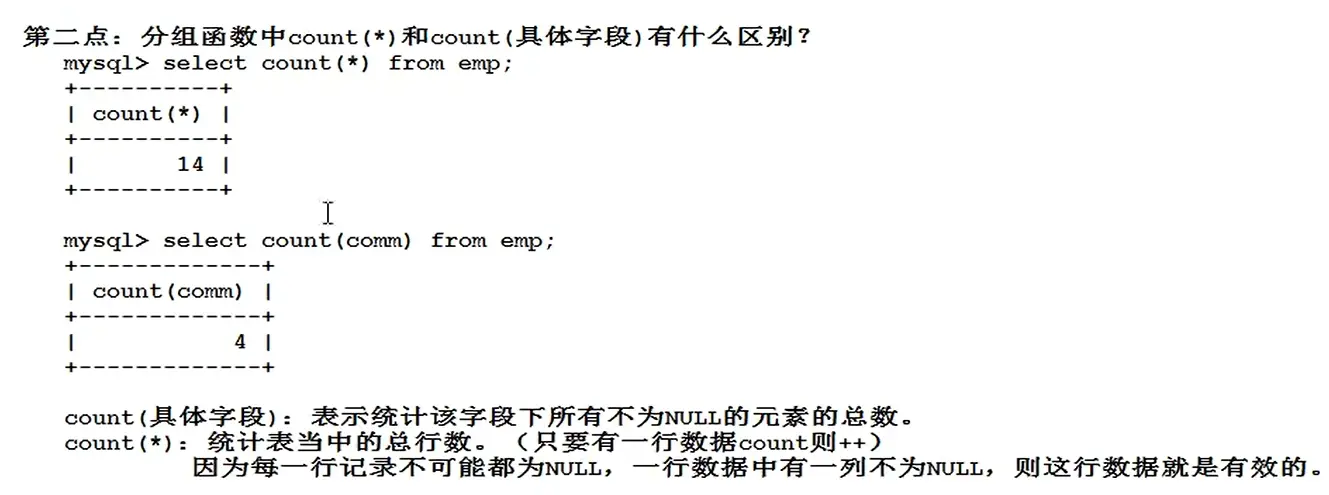 第二点：分组函数中count(*)和count(具体字段)有什么区别？
mysql> select count(*) from emp;
+----------+
| count(*) |
+----------+
|       14 |
+----------+
mysql> select count(comm) from emp;
+-------------+
| count(comm) |
+-------------+
|           4 |
+-------------+
count(具体字段)：表示统计该字段下所有不为NULL的元素的总数。
count(*)：统计表当中的总行数。（只要有一行数据count则++）
因为每一行记录不可能都为NULL，一行数据中有一列不为NULL，则这行数据就是有效的。